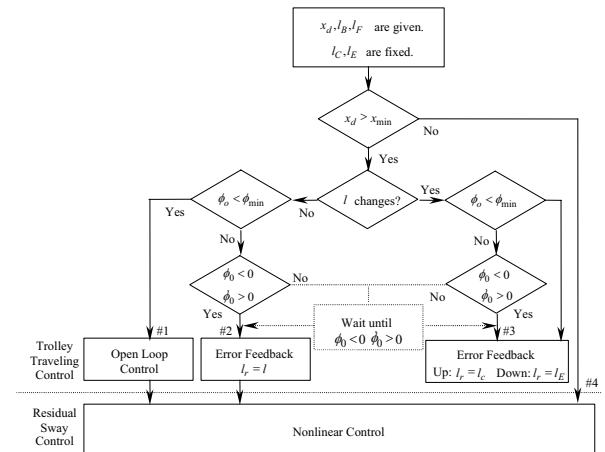 x_d, l_B, l_F are given.
l_C, l_E are fixed.
x_d > x_min
No
Yes
ϕ_o < ϕ_min
l changes?
Yes
ϕ_o < ϕ_min
Yes
No
No
No
ϕ_0 < 0
ϕ̇_0 > 0
No
No
ϕ_0 < 0
ϕ̇_0 > 0
Yes
Yes
Wait until
ϕ_0 < 0 ϕ̇_0 > 0
#1
#2
#3
Trolley
Traveling
Control
Open Loop
Control
Error Feedback
l_r = l
Error Feedback
Up: l_r = l_c Down: l_r = l_E
#4
Residual
Sway
Control
Nonlinear Control